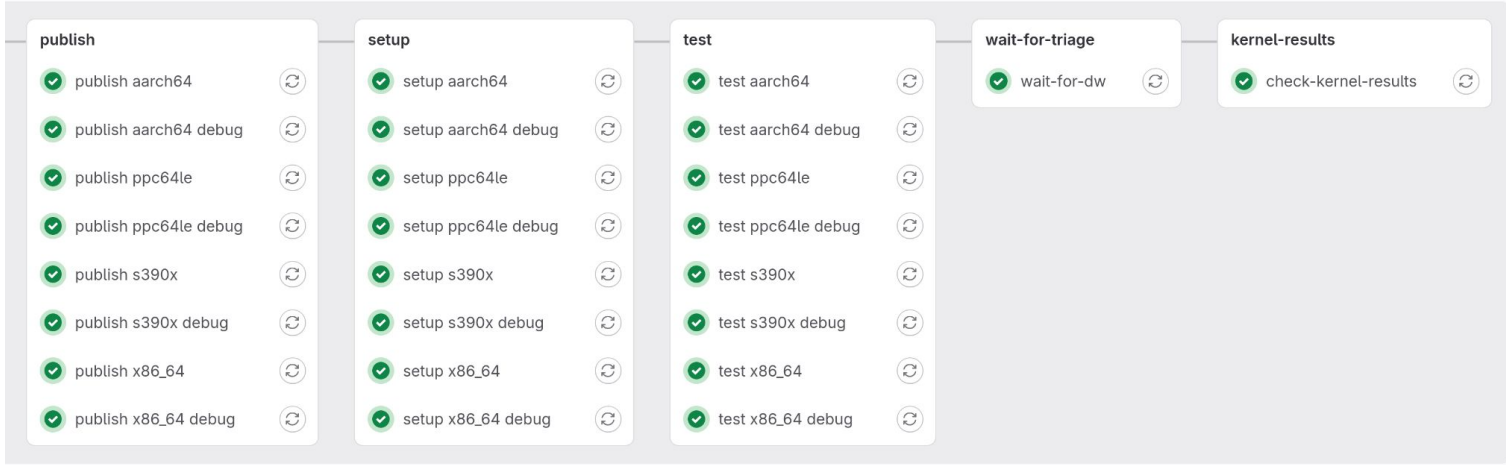 publish
publish aarch64
publish aarch64 debug
publish ppc64le
publish ppc64le debug
publish s390x
publish s390x debug
publish x86_64
publish x86_64 debug
setup
setup aarch64
setup aarch64 debug
setup ppc64le
setup ppc64le debug
setup s390x
setup s390x debug
setup x86_64
setup x86_64 debug
test
test aarch64
test aarch64 debug
test ppc64le
test ppc64le debug
test s390x
test s390x debug
test x86_64
test x86_64 debug
wait-for-triage
wait-for-dw
kernel-results
check-kernel-results